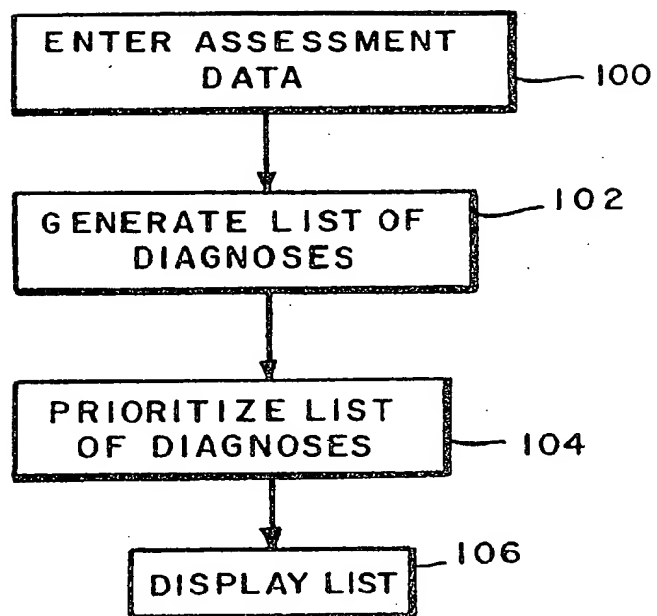 ENTER ASSESSMENT
DATA
100
GENERATE LIST OF
DIAGNOSES
102
PRIORITIZE LIST
OF DIAGNOSES
104
DISPLAY LIST
106